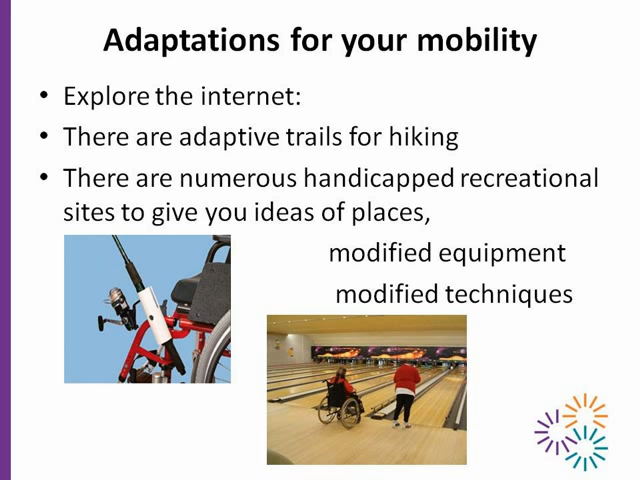 Adaptations for your mobility
• Explore the internet:
• There are adaptive trails for hiking
• There are numerous handicapped recreational
sites to give you ideas of places,
modified equipment
modified techniques